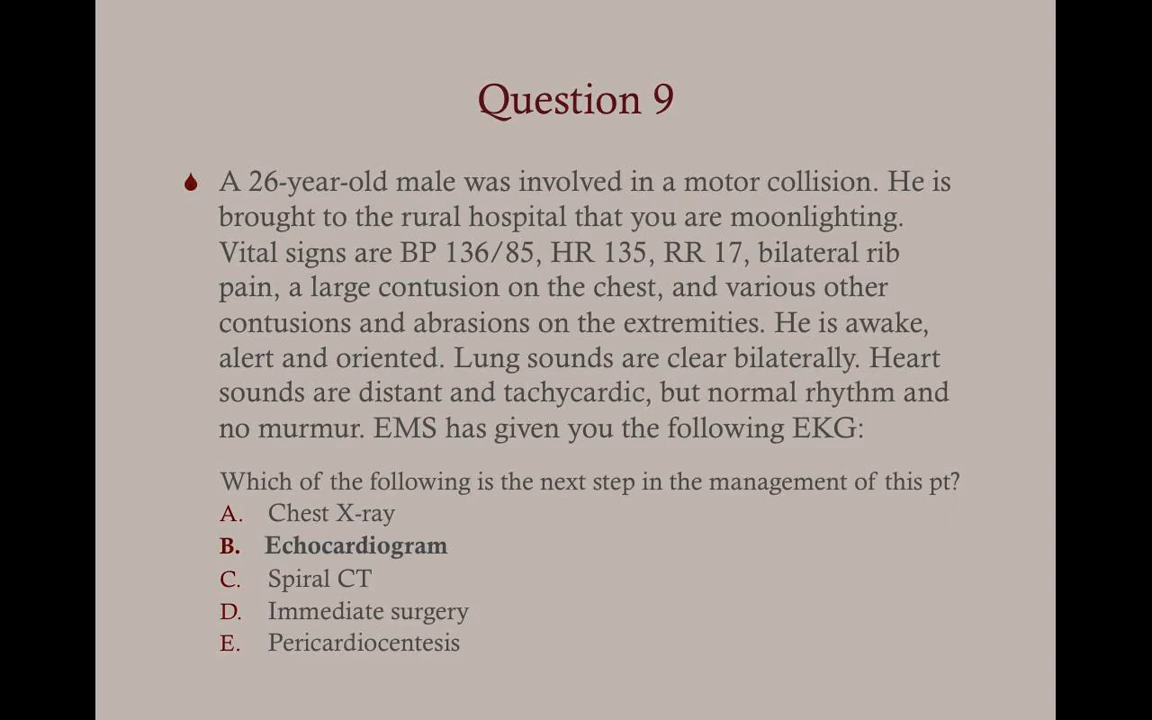 Question 9
A 26-year-old male was involved in a motor collision. He is
brought to the rural hospital that you are moonlighting.
Vital signs are BP 136/85, HR 135, RR 17, bilateral rib
pain, a large contusion on the chest, and various other
contusions and abrasions on the extremities. He is awake,
alert and oriented. Lung sounds are clear bilaterally. Heart
sounds are distant and tachycardic, but normal rhythm and
no murmur. EMS has given you the following EKG:
Which of the following is the next step in the management of this pt?
A. Chest X-ray
B. Echocardiogram
C. Spiral CT
D. Immediate surgery
E. Pericardiocentesis